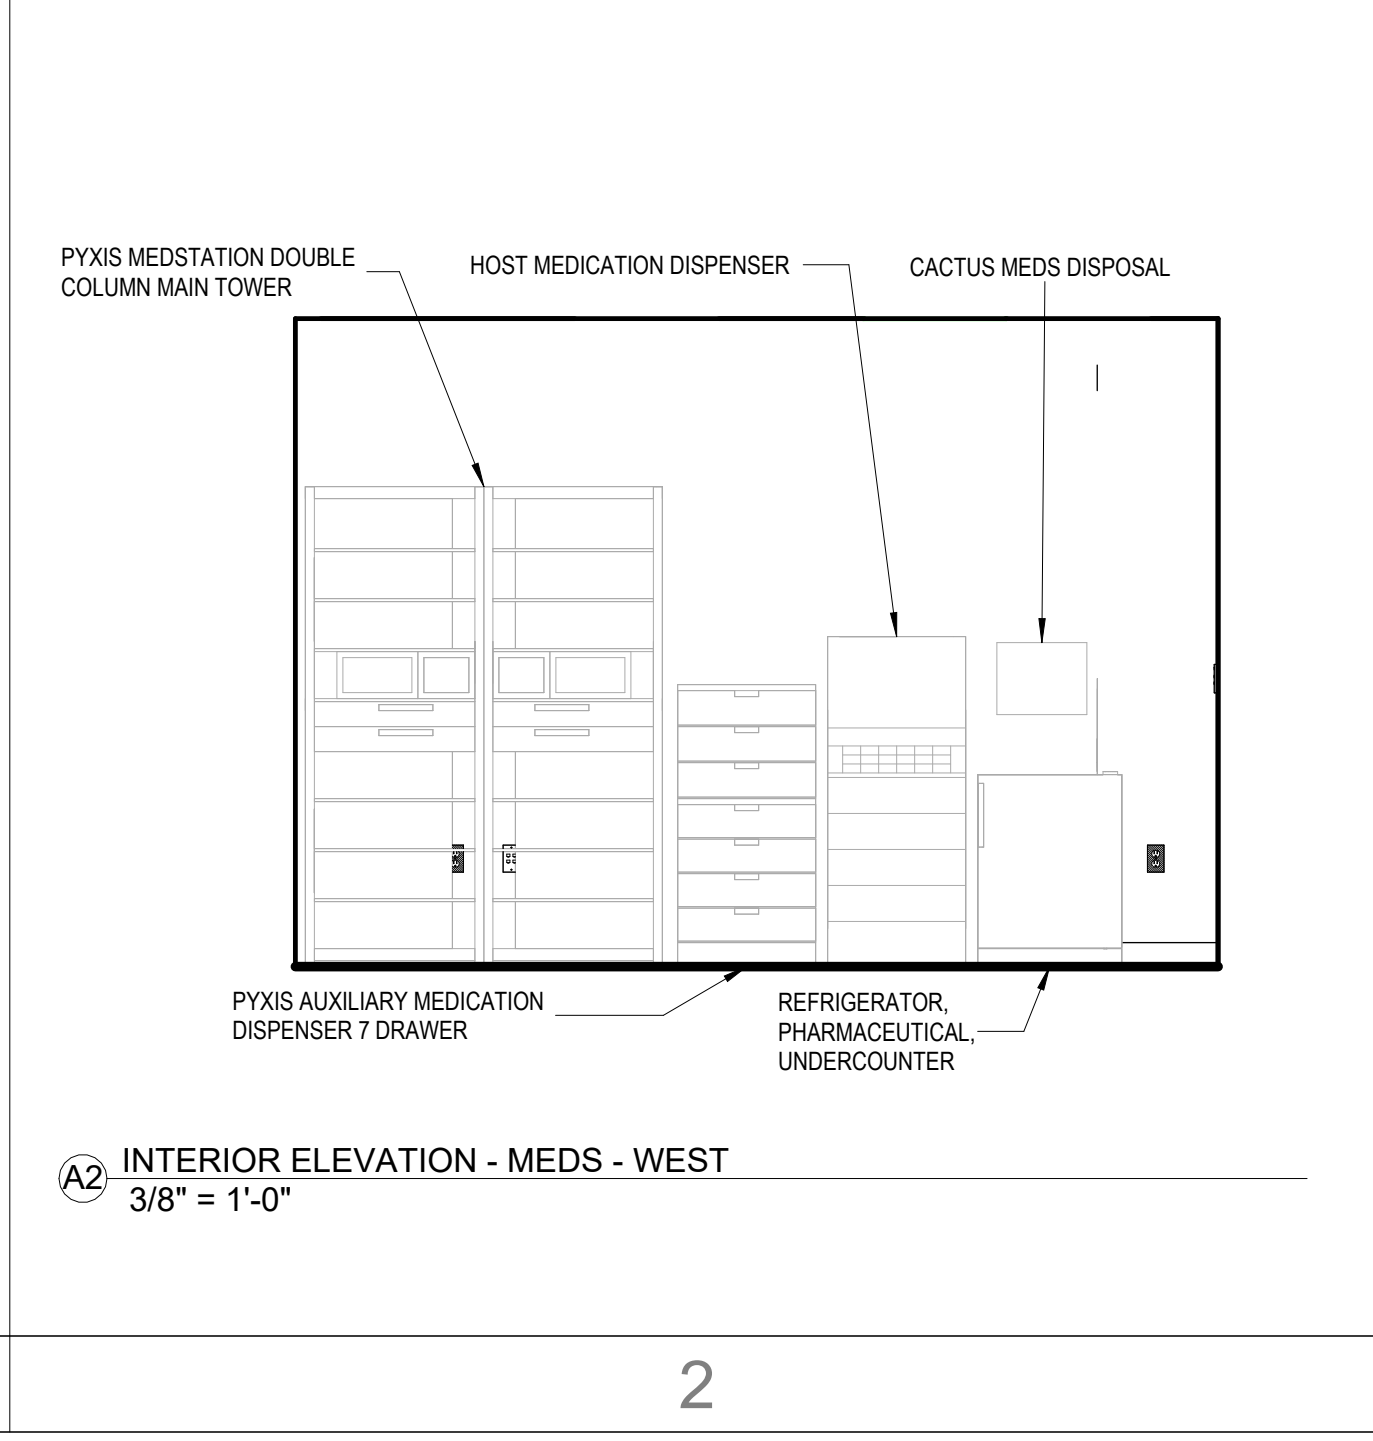 PYXIS MEDSTATION DOUBLE
COLUMN MAIN TOWER
HOST MEDICATION DISPENSER
CACTUS MEDS DISPOSAL
PYXIS AUXILIARY MEDICATION
DISPENSER 7 DRAWER
REFRIGERATOR,
PHARMACEUTICAL,
UNDERCOUNTER
A2
INTERIOR ELEVATION - MEDS - WEST
3/8" = 1'-0"
2